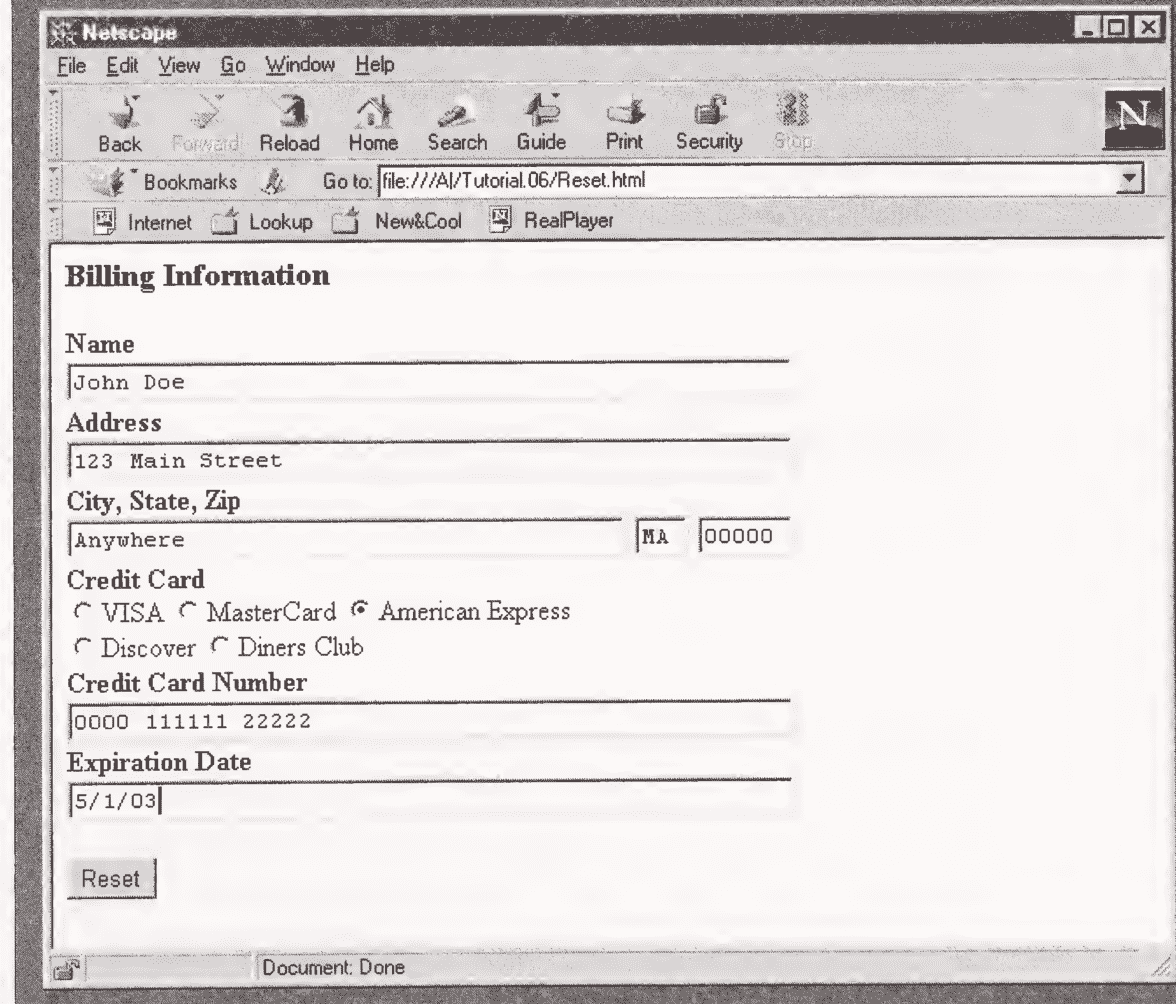 Netscape
File Edit View Go Window Help
Back Forward Reload Home Search Guide Print Security Stop
N
Bookmarks Go to: file:///A|/Tutorial.06/Reset.html
Internet Lookup New&Cool RealPlayer
Billing Information
Name
John Doe
Address
123 Main Street
City, State, Zip
Anywhere MA 00000
Credit Card
VISA MasterCard American Express
Discover Diners Club
Credit Card Number
0000 111111 22222
Expiration Date
5/1/03
Reset
Document: Done